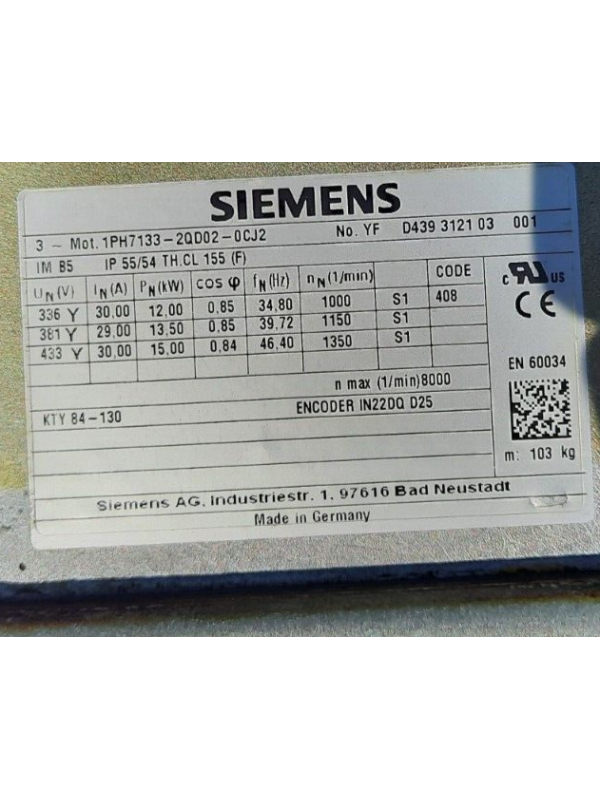 SIEMENS
3 ~ Mot. 1PH7133-2QD02-0CJ2 No. YF D439 3121 03 001
IM B5 IP 55/54 TH.CL 155 (F)
UN (V) IN (A) PN (kW) cos φ fN (Hz) nN (1/min) CODE
336 Y 30,00 12,00 0,85 34,80 1000 S1 408
381 Y 29,00 13,50 0,85 39,72 1150 S1
433 Y 30,00 15,00 0,84 46,40 1350 S1
c RU US
CE
EN 60034
n max (1/min)8000
KTY 84-130 ENCODER IN22DQ D25
m: 103 kg
Siemens AG, Industriestr. 1, 97616 Bad Neustadt
Made in Germany